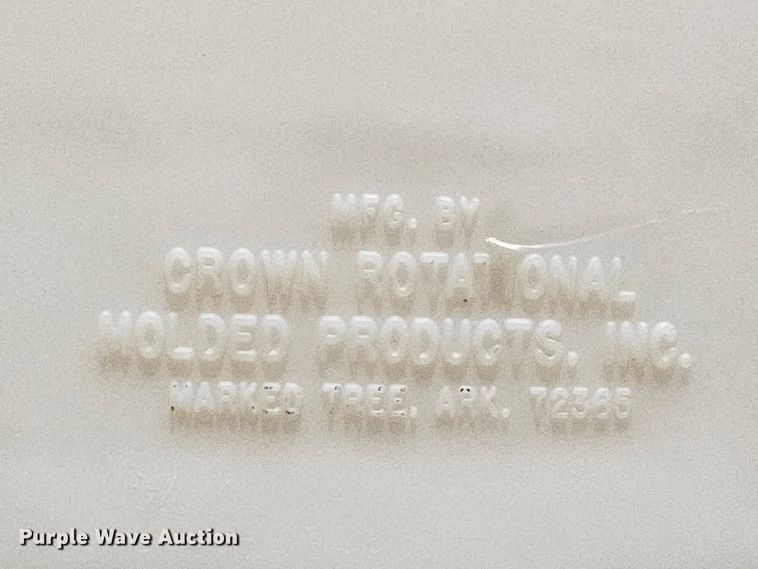 MFG. BY
CROWN ROTATIONAL
MOLDED PRODUCTS, INC.
MARKED TREE, ARK. 72365
Purple Wave Auction